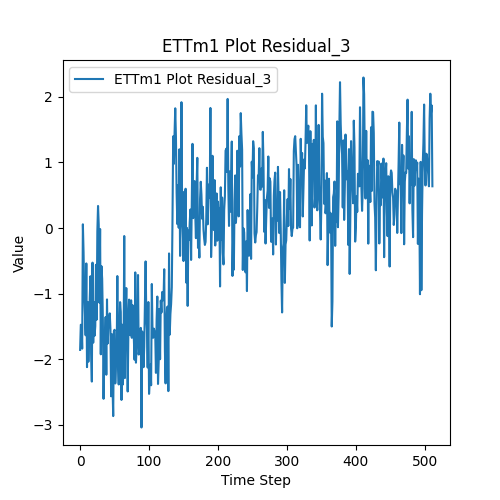 ETTm1 Plot Residual_3
ETTm1 Plot Residual_3
2
1
0
−1
−2
−3
Value
0 100 200 300 400 500
Time Step